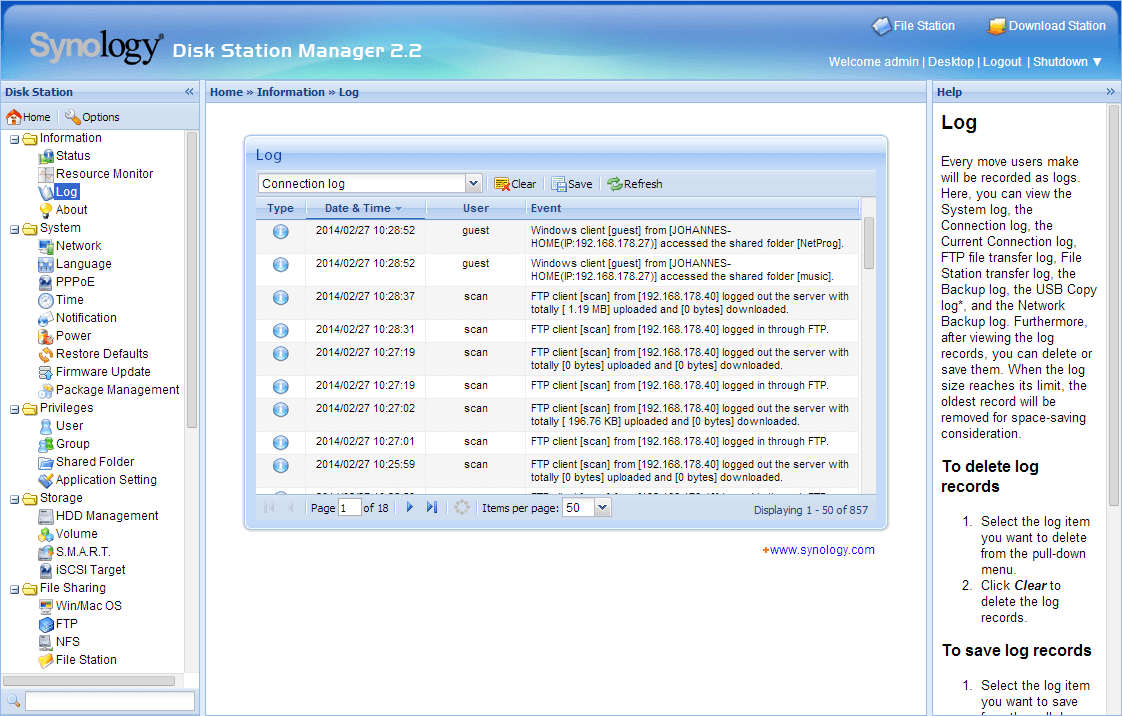 Synology® Disk Station Manager 2.2
File Station
Download Station
Welcome admin | Desktop | Logout | Shutdown ▼
Disk Station «
Home
Options
Information
Status
Resource Monitor
Log
About
System
Network
Language
PPPoE
Time
Notification
Power
Restore Defaults
Firmware Update
Package Management
Privileges
User
Group
Shared Folder
Application Setting
Storage
HDD Management
Volume
S.M.A.R.T.
iSCSI Target
File Sharing
Win/Mac OS
FTP
NFS
File Station
Home » Information » Log
Log
Connection log
Clear
Save
Refresh
Type Date & Time User Event
2014/02/27 10:28:52 guest Windows client [guest] from [JOHANNES-
HOME(IP:192.168.178.27)] accessed the shared folder [NetProg].
2014/02/27 10:28:52 guest Windows client [guest] from [JOHANNES-
HOME(IP:192.168.178.27)] accessed the shared folder [music].
2014/02/27 10:28:37 scan FTP client [scan] from [192.168.178.40] logged out the server with
totally [ 1.19 MB] uploaded and [0 bytes] downloaded.
2014/02/27 10:28:31 scan FTP client [scan] from [192.168.178.40] logged in through FTP.
2014/02/27 10:27:19 scan FTP client [scan] from [192.168.178.40] logged out the server with
totally [0 bytes] uploaded and [0 bytes] downloaded.
2014/02/27 10:27:19 scan FTP client [scan] from [192.168.178.40] logged in through FTP.
2014/02/27 10:27:02 scan FTP client [scan] from [192.168.178.40] logged out the server with
totally [ 196.76 KB] uploaded and [0 bytes] downloaded.
2014/02/27 10:27:01 scan FTP client [scan] from [192.168.178.40] logged in through FTP.
2014/02/27 10:25:59 scan FTP client [scan] from [192.168.178.40] logged out the server with
totally [0 bytes] uploaded and [0 bytes] downloaded.
Page 1 of 18
Items per page: 50
Displaying 1 - 50 of 857
+www.synology.com
Help »
Log
Every move users make
will be recorded as logs.
Here, you can view the
System log, the
Connection log, the
Current Connection log,
FTP file transfer log, File
Station transfer log, the
Backup log, the USB Copy
log*, and the Network
Backup log. Furthermore,
after viewing the log
records, you can delete or
save them. When the log
size reaches its limit, the
oldest record will be
removed for space-saving
consideration.
To delete log
records
1. Select the log item
you want to delete
from the pull-down
menu.
2. Click Clear to
delete the log
records.
To save log records
1. Select the log item
you want to save